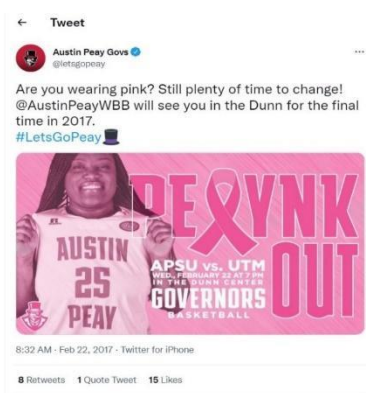 Tweet
Austin Peay Govs
@letsgopeay
Are you wearing pink? Still plenty of time to change!
@AustinPeayWBB will see you in the Dunn for the final
time in 2017.
#LetsGoPeay
PEAYNK
OUT
AUSTIN
25
PEAY
APSU vs. UTM
WED., FEBRUARY 22 AT 7 PM
IN THE DUNN CENTER
GOVERNORS
BASKETBALL
8:32 AM · Feb 22, 2017 · Twitter for iPhone
8 Retweets 1 Quote Tweet 15 Likes